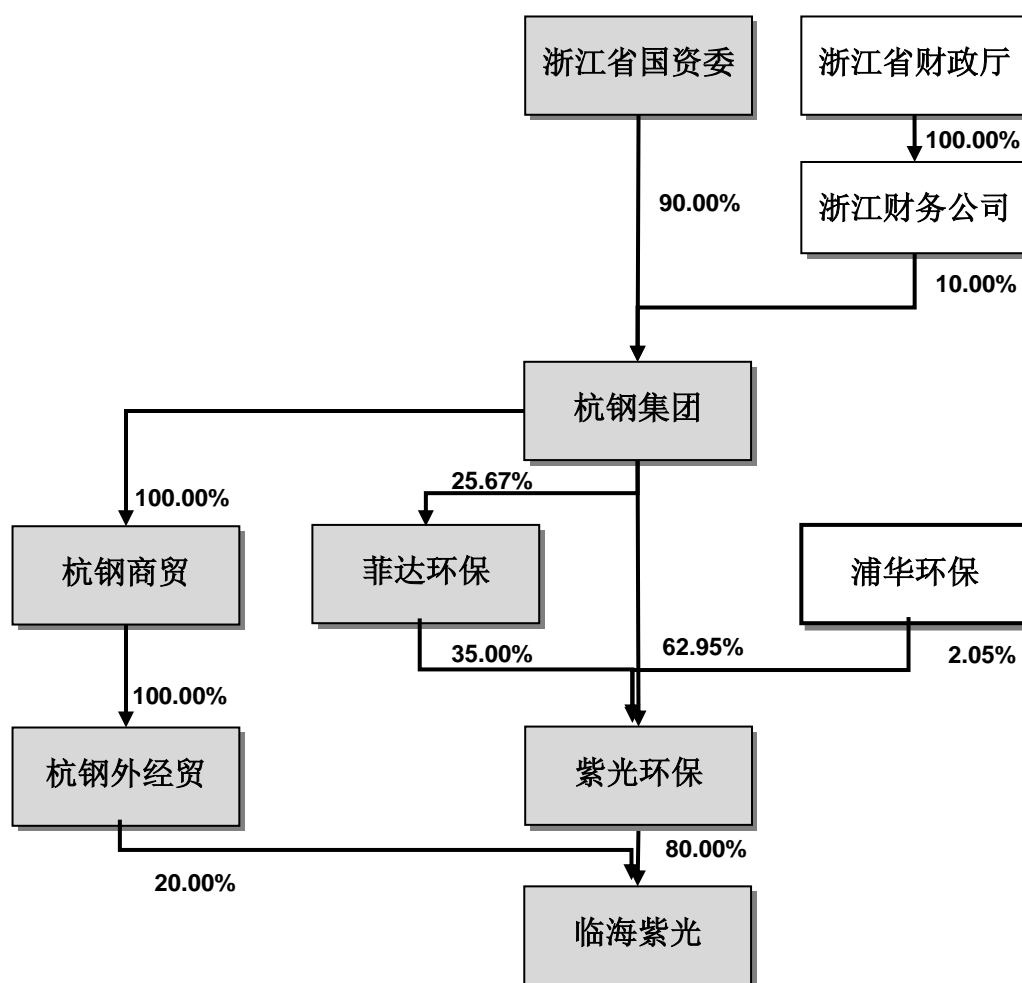 浙江省国资委
浙江省财政厅
100.00%
90.00%
浙江财务公司
10.00%
杭钢集团
25.67%
100.00%
杭钢商贸
菲达环保
浦华环保
35.00%
62.95%
2.05%
100.00%
杭钢外经贸
紫光环保
80.00%
20.00%
临海紫光